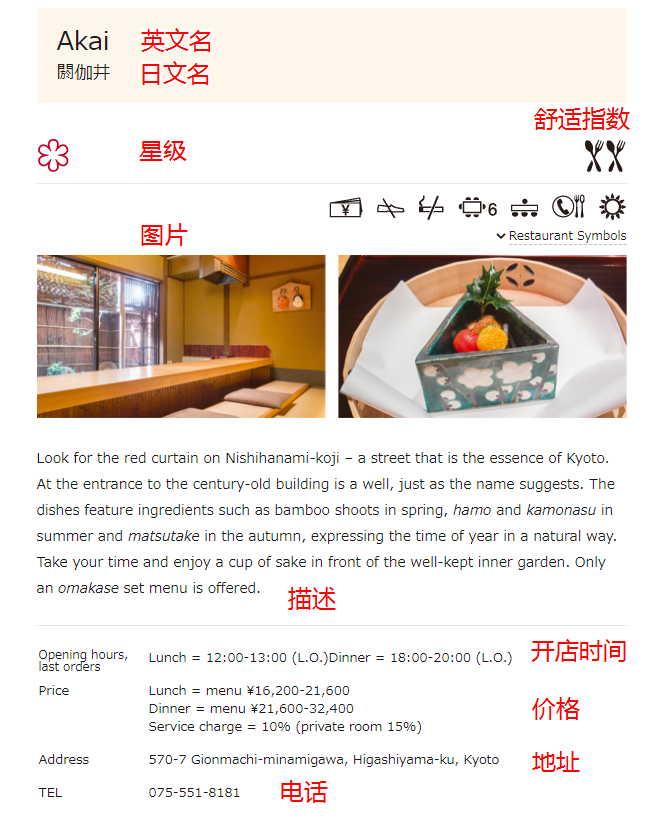 Akai 英文名
閼伽井 日文名
舒适指数
星级
¥ 6
图片 Restaurant Symbols
Look for the red curtain on Nishihanami-koji – a street that is the essence of Kyoto.
At the entrance to the century-old building is a well, just as the name suggests. The
dishes feature ingredients such as bamboo shoots in spring, hamo and kamonasu in
summer and matsutake in the autumn, expressing the time of year in a natural way.
Take your time and enjoy a cup of sake in front of the well-kept inner garden. Only
an omakase set menu is offered. 描述
Opening hours,
last orders
Lunch = 12:00-13:00 (L.O.)Dinner = 18:00-20:00 (L.O.) 开店时间
Price Lunch = menu ¥16,200-21,600
Dinner = menu ¥21,600-32,400 价格
Service charge = 10% (private room 15%)
Address 570-7 Gionmachi-minamigawa, Higashiyama-ku, Kyoto 地址
TEL 075-551-8181 电话